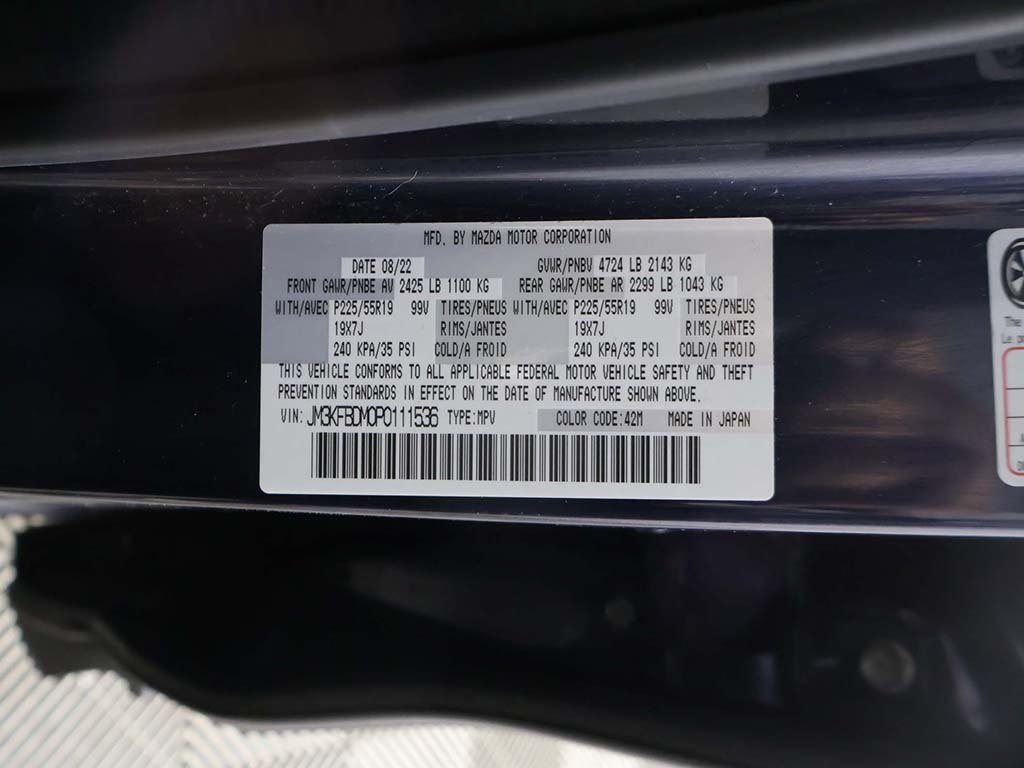 MFD. BY MAZDA MOTOR CORPORATION
DATE 08/22 GVWR/PNBV 4724 LB 2143 KG
FRONT GAWR/PNBE AV 2425 LB 1100 KG REAR GAWR/PNBE AR 2299 LB 1043 KG
WITH/AVEC P225/55R19 99V TIRES/PNEUS WITH/AVEC P225/55R19 99V TIRES/PNEUS
19X7J RIMS/JANTES 19X7J RIMS/JANTES
240 KPA/35 PSI COLD/A FROID 240 KPA/35 PSI COLD/A FROID
THIS VEHICLE CONFORMS TO ALL APPLICABLE FEDERAL MOTOR VEHICLE SAFETY AND THEFT
PREVENTION STANDARDS IN EFFECT ON THE DATE OF MANUFACTURE SHOWN ABOVE.
VIN: JM3KFBDM0P0111536 TYPE:MPV COLOR CODE:42M MADE IN JAPAN
The
Le